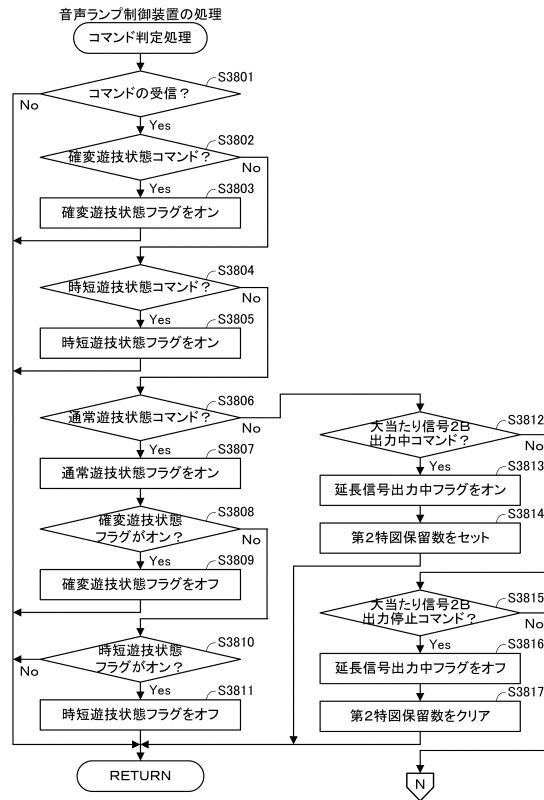 音声ランプ制御装置の処理
コマンド判定処理
S3801
コマンドの受信？
No
Yes
S3802
確変遊技状態コマンド？
No
Yes
S3803
確変遊技状態フラグをオン
S3804
時短遊技状態コマンド？
No
Yes
S3805
時短遊技状態フラグをオン
S3806
通常遊技状態コマンド？
No
Yes
S3807
通常遊技状態フラグをオン
S3808
確変遊技状態
フラグがオン？
No
Yes
S3809
確変遊技状態フラグをオフ
S3810
時短遊技状態
フラグがオン？
No
Yes
S3811
時短遊技状態フラグをオフ
RETURN
S3812
大当たり信号2B
出力中コマンド？
No
Yes
S3813
延長信号出力中フラグをオン
S3814
第2特図保留数をセット
S3815
大当たり信号2B
出力停止コマンド？
No
Yes
S3816
延長信号出力中フラグをオフ
S3817
第2特図保留数をクリア
N